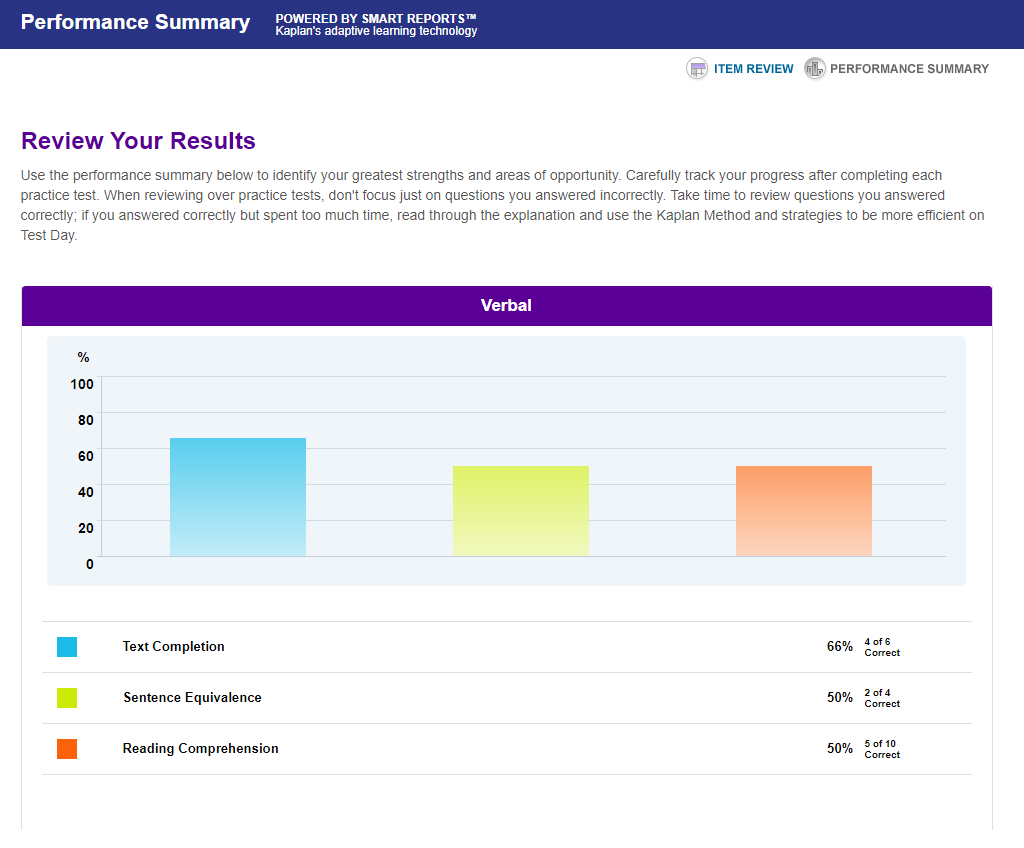 Performance Summary
POWERED BY SMART REPORTS™
Kaplan's adaptive learning technology
ITEM REVIEW
PERFORMANCE SUMMARY
Review Your Results
Use the performance summary below to identify your greatest strengths and areas of opportunity. Carefully track your progress after completing each
practice test. When reviewing over practice tests, don't focus just on questions you answered incorrectly. Take time to review questions you answered
correctly; if you answered correctly but spent too much time, read through the explanation and use the Kaplan Method and strategies to be more efficient on
Test Day.
Verbal
%
100
80
60
40
20
0
Text Completion 66% 4 of 6
Correct
Sentence Equivalence 50% 2 of 4
Correct
Reading Comprehension 50% 5 of 10
Correct